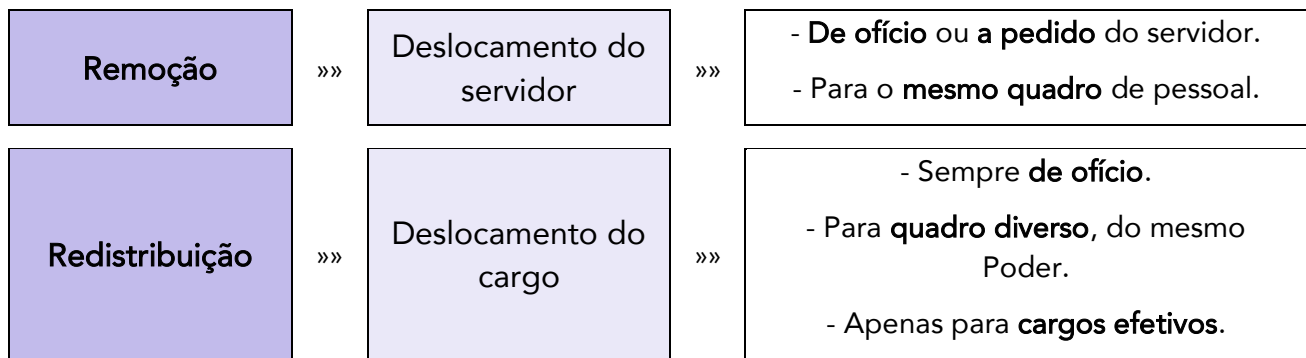 Remoção
»»
Deslocamento do
servidor
»»
- De ofício ou a pedido do servidor.
- Para o mesmo quadro de pessoal.
Redistribuição
»»
Deslocamento do
cargo
»»
- Sempre de ofício.
- Para quadro diverso, do mesmo
Poder.
- Apenas para cargos efetivos.